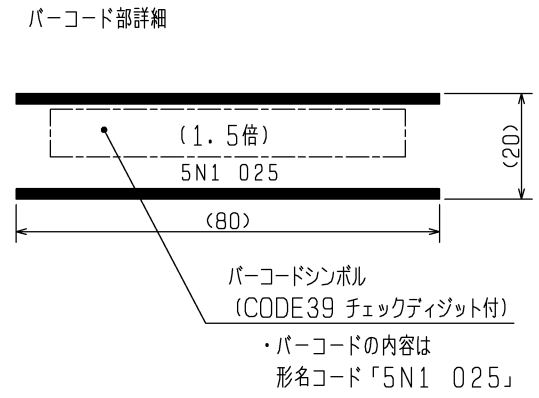 バーコード部詳細
(1.5倍)
5N1 025
(20)
(80)
バーコードシンボル
(CODE39 チェックディジット付)
・バーコードの内容は
形名コード「5N1 025」